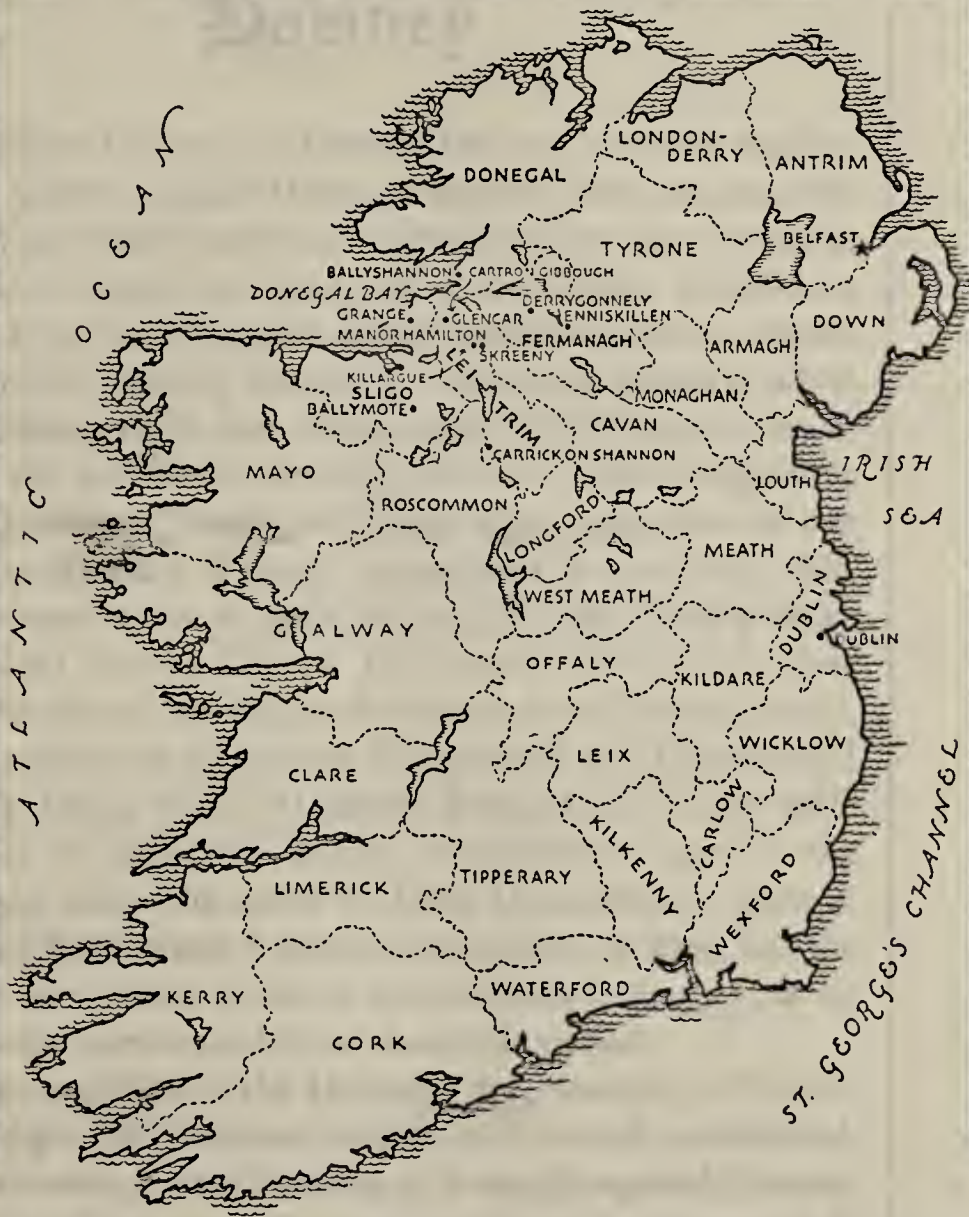 ATLANTIC OCEAN
LONDON-
DERRY
ANTRIM
DONEGAL
TYRONE
BELFAST
BALLYSHANNON
CARTRON GIBBOUGH
DONEGAL BAY
DERRYGONNELY
GRANGE
GLENCAR
ENNISKILLEN
DOWN
MANORHAMILTON
FERMANAGH
ARMAGH
SKREENY
KILLARGUE
LEITRIM
SLIGO
MONAGHAN
BALLYMOTE
CAVAN
CARRICK ON SHANNON
IRISH
SEA
MAYO
LOUTH
ROSCOMMON
LONGFORD
MEATH
WEST MEATH
DUBLIN
DUBLIN
GALWAY
OFFALY
KILDARE
LEIX
WICKLOW
CLARE
CARLOW
KILKENNY
TIPPERARY
LIMERICK
WEXFORD
ST. GEORGE'S CHANNEL
WATERFORD
KERRY
CORK